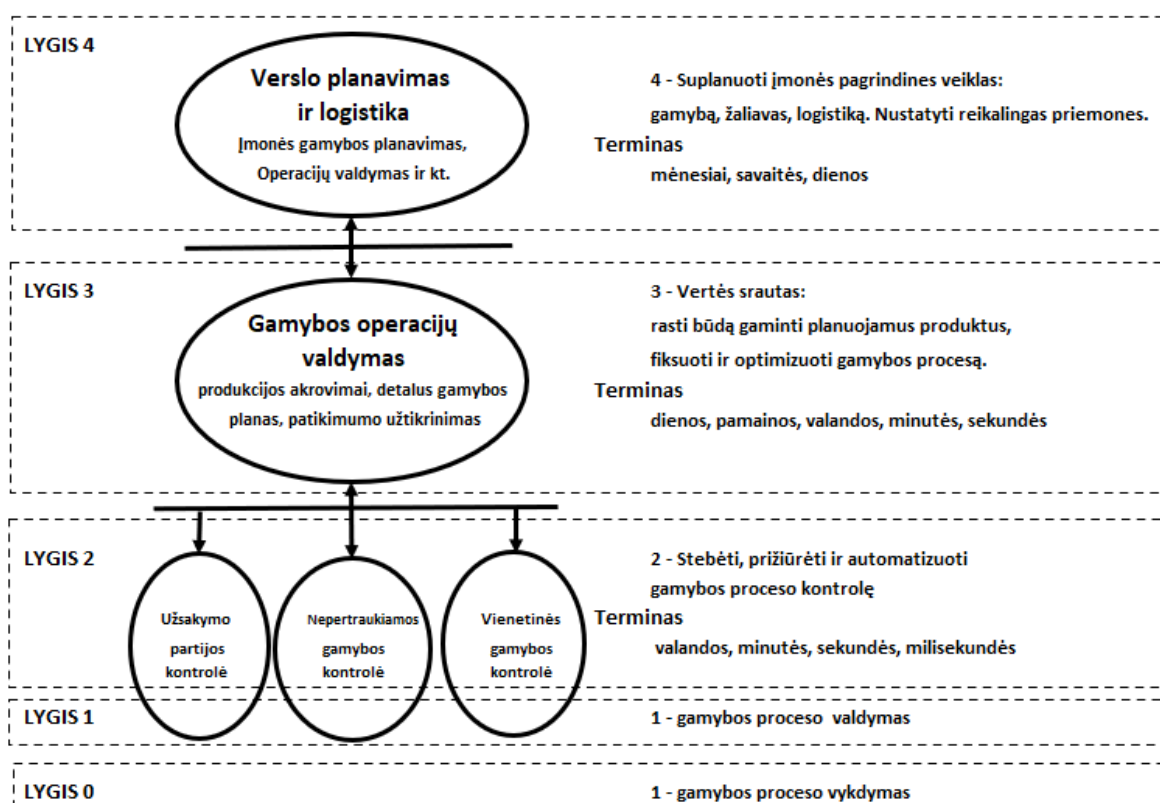 LYGIS 4
Verslo planavimas
ir logistika
Įmonės gamybos planavimas,
Operacijų valdymas ir kt.
4 - Suplanuoti įmonės pagrindines veiklas:
gamybą, žaliavas, logistiką. Nustatyti reikalingas priemones.
Terminas
mėnesiai, savaitės, dienos
LYGIS 3
Gamybos operacijų
valdymas
produkcijos akrovimai, detalus gamybos
planas, patikimumo užtikrinimas
3 - Vertės srautas:
rasti būdą gaminti planuojamus produktus,
fiksuoti ir optimizuoti gamybos procesą.
Terminas
dienos, pamainos, valandos, minutės, sekundės
LYGIS 2
Užsakymo
partijos
kontrolė
Nepertraukiamos
gamybos
kontrolė
Vienetinės
gamybos
kontrolė
2 - Stebėti, prižiūrėti ir automatizuoti
gamybos proceso kontrolę
Terminas
valandos, minutės, sekundės, milisekundės
LYGIS 1
1 - gamybos proceso valdymas
LYGIS 0
1 - gamybos proceso vykdymas